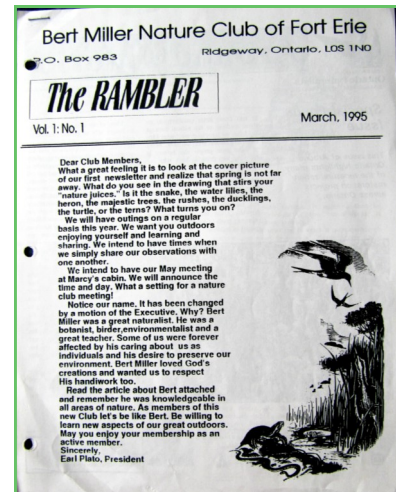 Bert Miller Nature Club of Fort Erie
P.O. Box 983
Ridgeway, Ontario, L0S 1N0
The RAMBLER
Vol. 1: No. 1
March, 1995
Dear Club Members,
What a great feeling it is to look at the cover picture
of our first newsletter and realize that spring is not far
away. What do you see in the drawing that stirs your
"nature juices." Is it the snake, the water lilies, the
heron, the majestic trees, the rushes, the ducklings,
the turtle, or the terns? What turns you on?
We will have outings on a regular
basis this year. We want you outdoors
enjoying yourself and learning and
sharing. We intend to have times when
we simply share our observations with
one another.
We intend to have our May meeting
at Marcy's cabin. We will announce the
time and day. What a setting for a nature
club meeting!
Notice our name. It has been changed
by a motion of the Executive. Why? Bert
Miller was a great naturalist. He was a
botanist, birder,environmentalist and a
great teacher. Some of us were forever
affected by his caring about us as
individuals and his desire to preserve our
environment. Bert Miller loved God's
creations and wanted us to respect
His handiwork too.
Read the article about Bert attached
and remember he was knowledgeable in
all areas of nature. As members of this
new Club let's be like Bert. Be willing to
learn new aspects of our great outdoors.
May you enjoy your membership as an
active member.
Sincerely,
Earl Plato, President